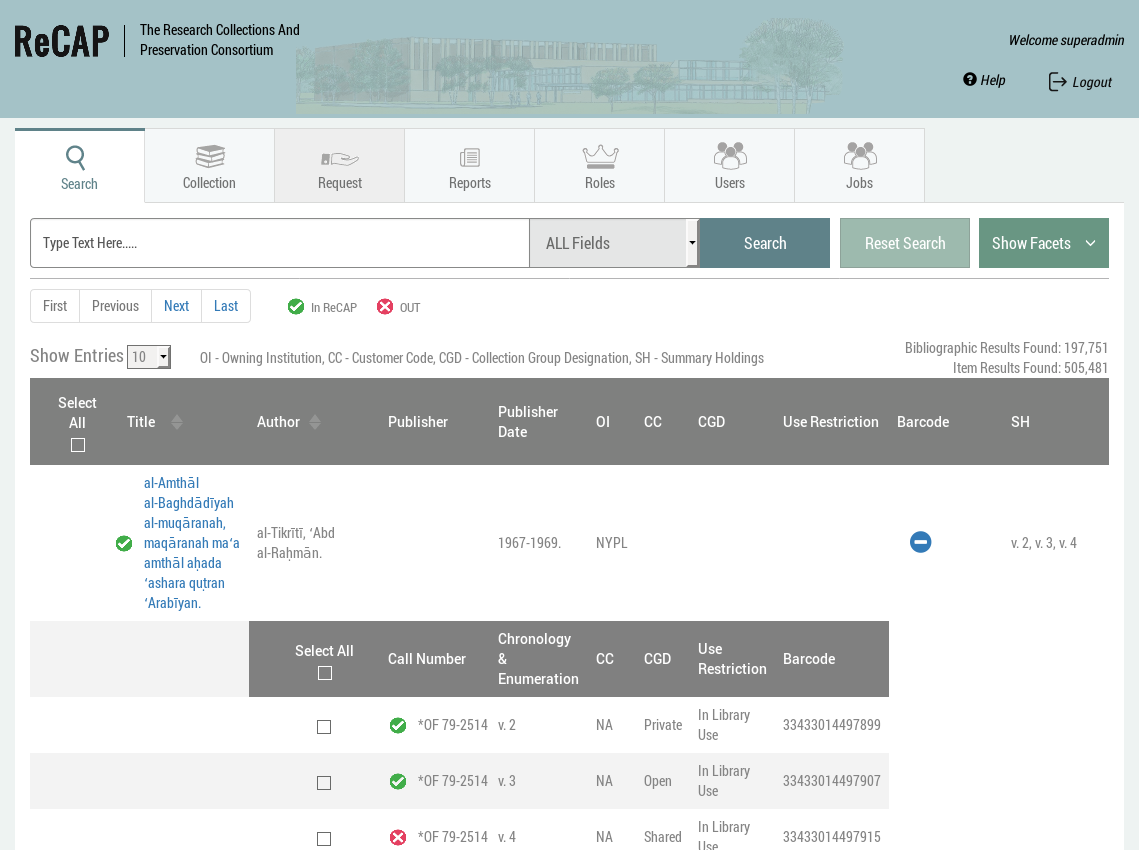 ReCAP
The Research Collections And
Preservation Consortium
Welcome superadmin
Help
Logout
Search
Collection
Request
Reports
Roles
Users
Jobs
Type Text Here.....
ALL Fields
Search
Reset Search
Show Facets
First
Previous
Next
Last
In ReCAP
OUT
Show Entries 10
OI - Owning Institution, CC - Customer Code, CGD - Collection Group Designation, SH - Summary Holdings
Bibliographic Results Found: 197,751
Item Results Found: 505,481
Select
All
Title
Author
Publisher
Publisher
Date
OI
CC
CGD
Use Restriction
Barcode
SH
al-Amthāl
al-Baghdādīyah
al-muqāranah,
maqāranah maʻa
amthāl aḥada
ʻashara quṭran
ʻArabīyan.
al-Tikrītī, ʻAbd
al-Raḥmān.
1967-1969.
NYPL
v. 2, v. 3, v. 4
Select All
Call Number
Chronology
&
Enumeration
CC
CGD
Use
Restriction
Barcode
*OF 79-2514
v. 2
NA
Private
In Library
Use
33433014497899
*OF 79-2514
v. 3
NA
Open
In Library
Use
33433014497907
*OF 79-2514
v. 4
NA
Shared
In Library
Use
33433014497915